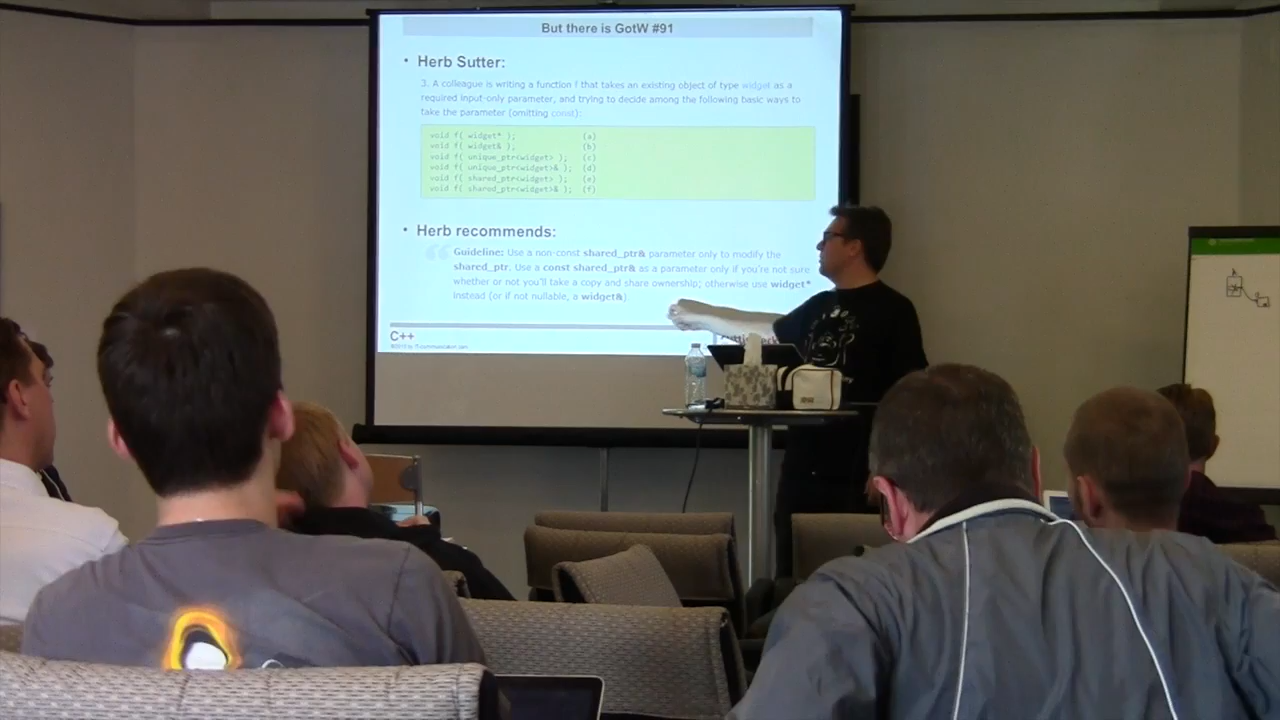 But there is GotW #91
• Herb Sutter:
3. A colleague is writing a function f that takes an existing object of type widget as a
required input-only parameter, and trying to decide among the following basic ways to
take the parameter (omitting const):
void f( widget* ); (a)
void f( widget& ); (b)
void f( unique_ptr<widget> ); (c)
void f( unique_ptr<widget>& ); (d)
void f( shared_ptr<widget> ); (e)
void f( shared_ptr<widget>& ); (f)
• Herb recommends:
Guideline: Use a non-const shared_ptr& parameter only to modify the
shared_ptr. Use a const shared_ptr& as a parameter only if you're not sure
whether or not you'll take a copy and share ownership; otherwise use widget*
instead (or if not nullable, a widget&)
C++